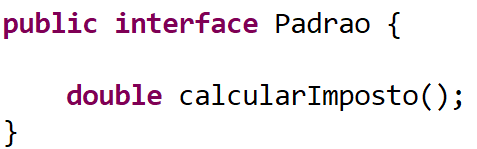 public interface Padrao {
double calcularImposto();
}